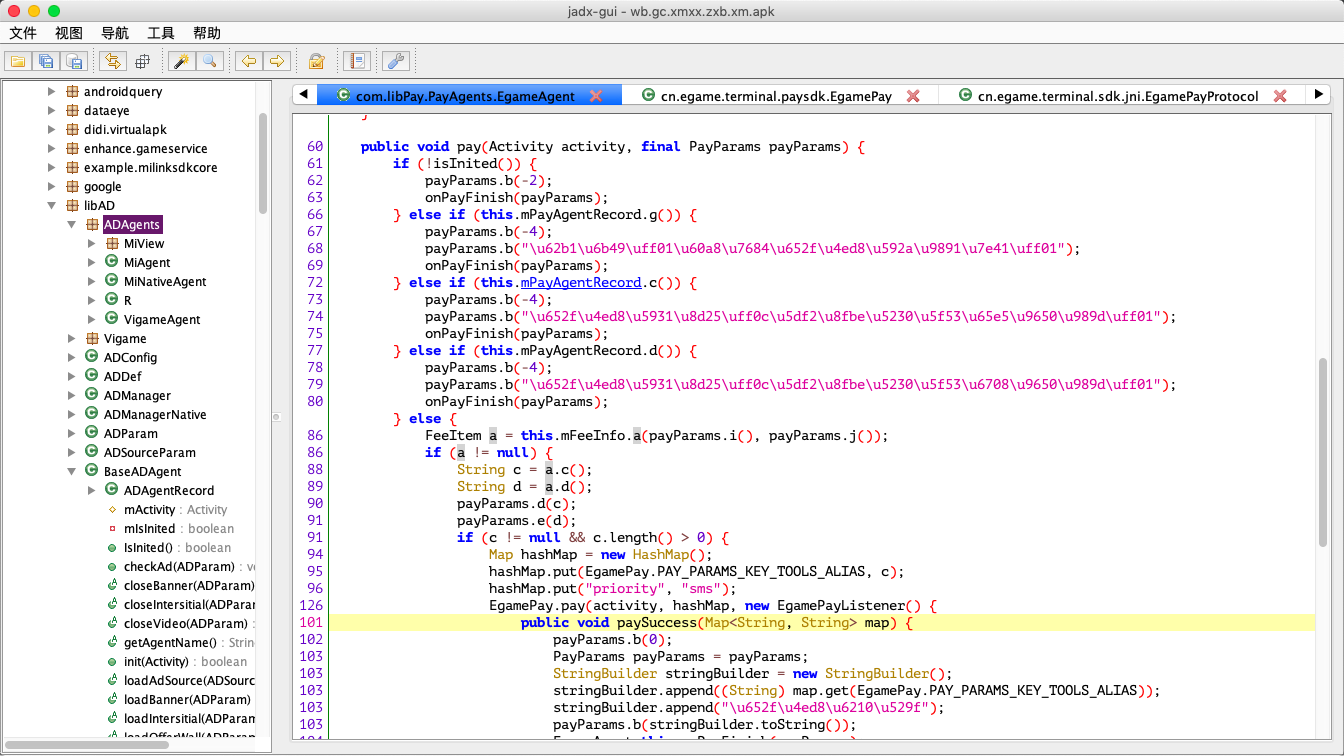 jadx-gui - wb.gc.xmxx.zxb.xm.apk
文件 视图 导航 工具 帮助
androidquery
dataeye
didi.virtualapk
enhance.gameservice
example.milinksdkcore
google
libAD
ADAgents
MiView
MiAgent
MiNativeAgent
R
VigameAgent
Vigame
ADConfig
ADDef
ADManager
ADManagerNative
ADParam
ADSourceParam
BaseADAgent
ADAgentRecord
mActivity : Activity
mIsInited : boolean
IsInited() : boolean
checkAd(ADParam) : v
closeBanner(ADParam)
closeIntersitial(ADParar
closeVideo(ADParam) :
getAgentName() : Strin
init(Activity) : boolean
loadAdSource(ADSourc
loadBanner(ADParam)
loadIntersitial(ADParam
loadOfferWall(ADParam
com.libPay.PayAgents.EgameAgent cn.egame.terminal.paysdk.EgamePay cn.egame.terminal.sdk.jni.EgamePayProtocol
}
60 public void pay(Activity activity, final PayParams payParams) {
61 if (!isInited()) {
62 payParams.b(-2);
63 onPayFinish(payParams);
66 } else if (this.mPayAgentRecord.g()) {
67 payParams.b(-4);
68 payParams.b("\u62b1\u6b49\uff01\u60a8\u7684\u652f\u4ed8\u592a\u9891\u7e41\uff01");
69 onPayFinish(payParams);
72 } else if (this.mPayAgentRecord.c()) {
73 payParams.b(-4);
74 payParams.b("\u652f\u4ed8\u5931\u8d25\uff0c\u5df2\u8fbe\u5230\u5f53\u65e5\u9650\u989d\uff01");
75 onPayFinish(payParams);
77 } else if (this.mPayAgentRecord.d()) {
78 payParams.b(-4);
79 payParams.b("\u652f\u4ed8\u5931\u8d25\uff0c\u5df2\u8fbe\u5230\u5f53\u6708\u9650\u989d\uff01");
80 onPayFinish(payParams);
} else {
86 FeeItem a = this.mFeeInfo.a(payParams.i(), payParams.j());
86 if (a != null) {
88 String c = a.c();
89 String d = a.d();
90 payParams.d(c);
91 payParams.e(d);
91 if (c != null && c.length() > 0) {
94 Map hashMap = new HashMap();
95 hashMap.put(EgamePay.PAY_PARAMS_KEY_TOOLS_ALIAS, c);
96 hashMap.put("priority", "sms");
126 EgamePay.pay(activity, hashMap, new EgamePayListener() {
101 public void paySuccess(Map<String, String> map) {
102 payParams.b(0);
103 PayParams payParams = payParams;
103 StringBuilder stringBuilder = new StringBuilder();
103 stringBuilder.append((String) map.get(EgamePay.PAY_PARAMS_KEY_TOOLS_ALIAS));
103 stringBuilder.append("\u652f\u4ed8\u6210\u529f");
103 payParams.b(stringBuilder.toString());